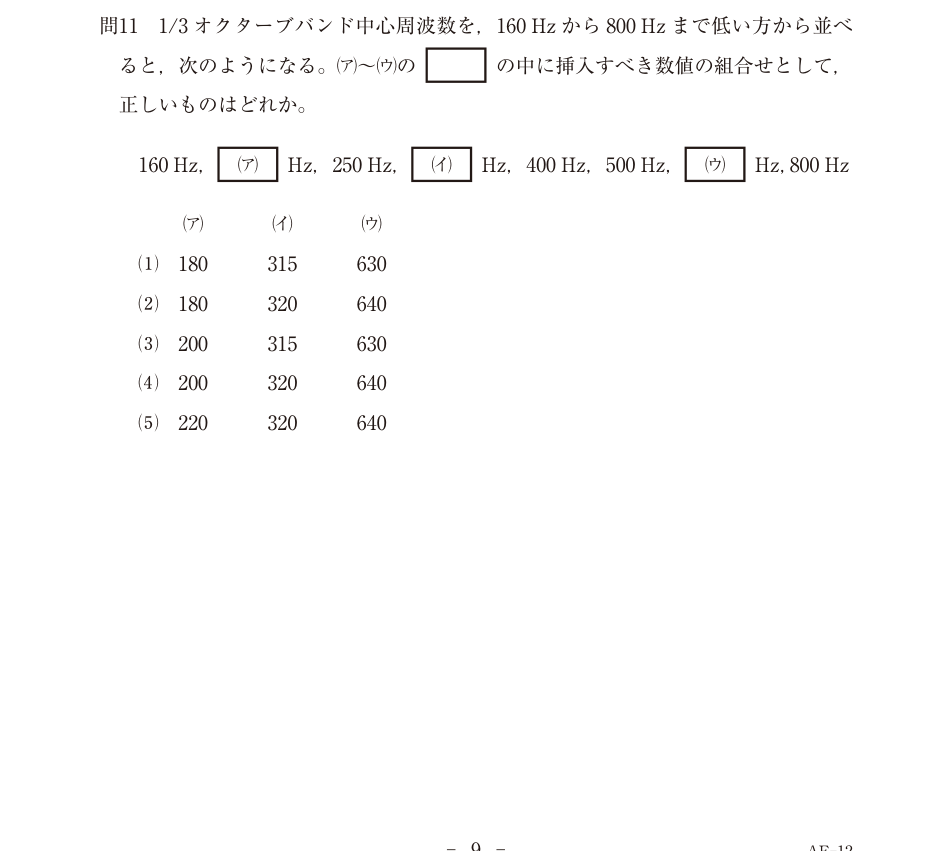 問11　1/3 オクターブバンド中心周波数を，160 Hz から 800 Hz まで低い方から並べ
ると，次のようになる。㋐～㋒の　　　の中に挿入すべき数値の組合せとして，
正しいものはどれか。
160 Hz， (ア) Hz，250 Hz， (イ) Hz，400 Hz，500 Hz， (ウ) Hz, 800 Hz
(ア) (イ) (ウ)
(1) 180 315 630
(2) 180 320 640
(3) 200 315 630
(4) 200 320 640
(5) 220 320 640
－ 9 －